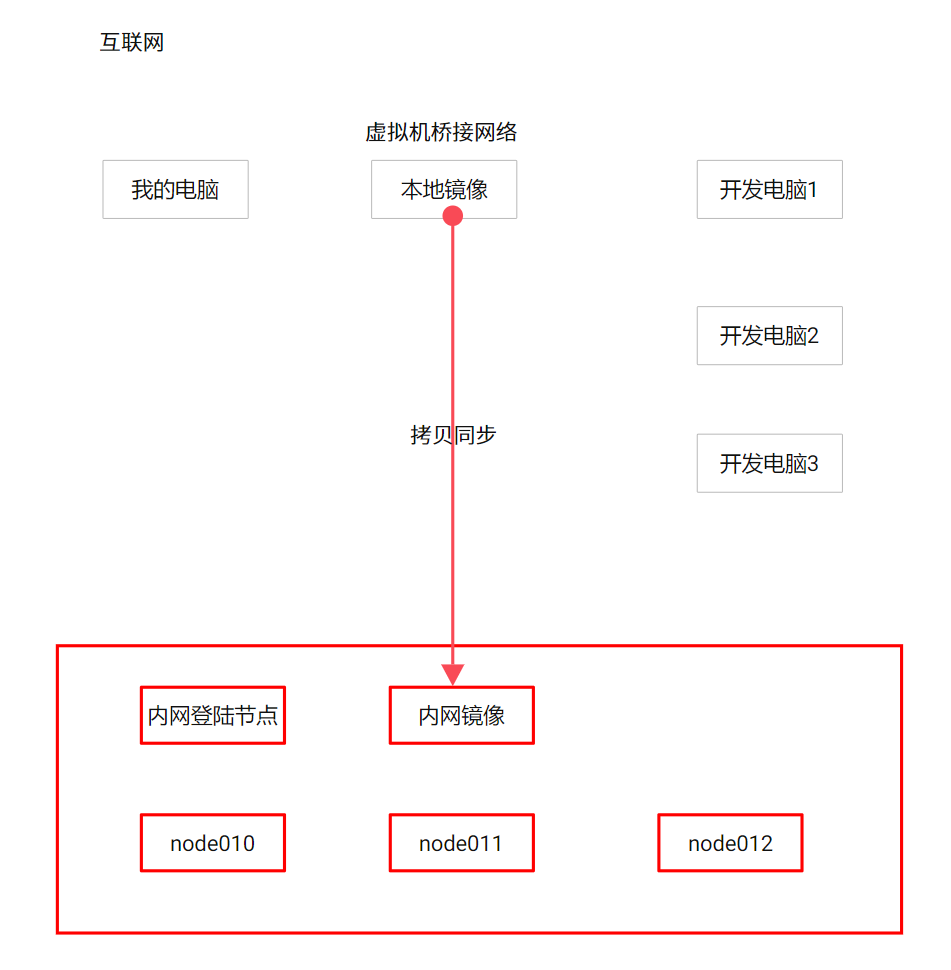 互联网
虚拟机桥接网络
我的电脑
本地镜像
开发电脑1
开发电脑2
拷贝同步
开发电脑3
内网登陆节点
内网镜像
node010
node011
node012